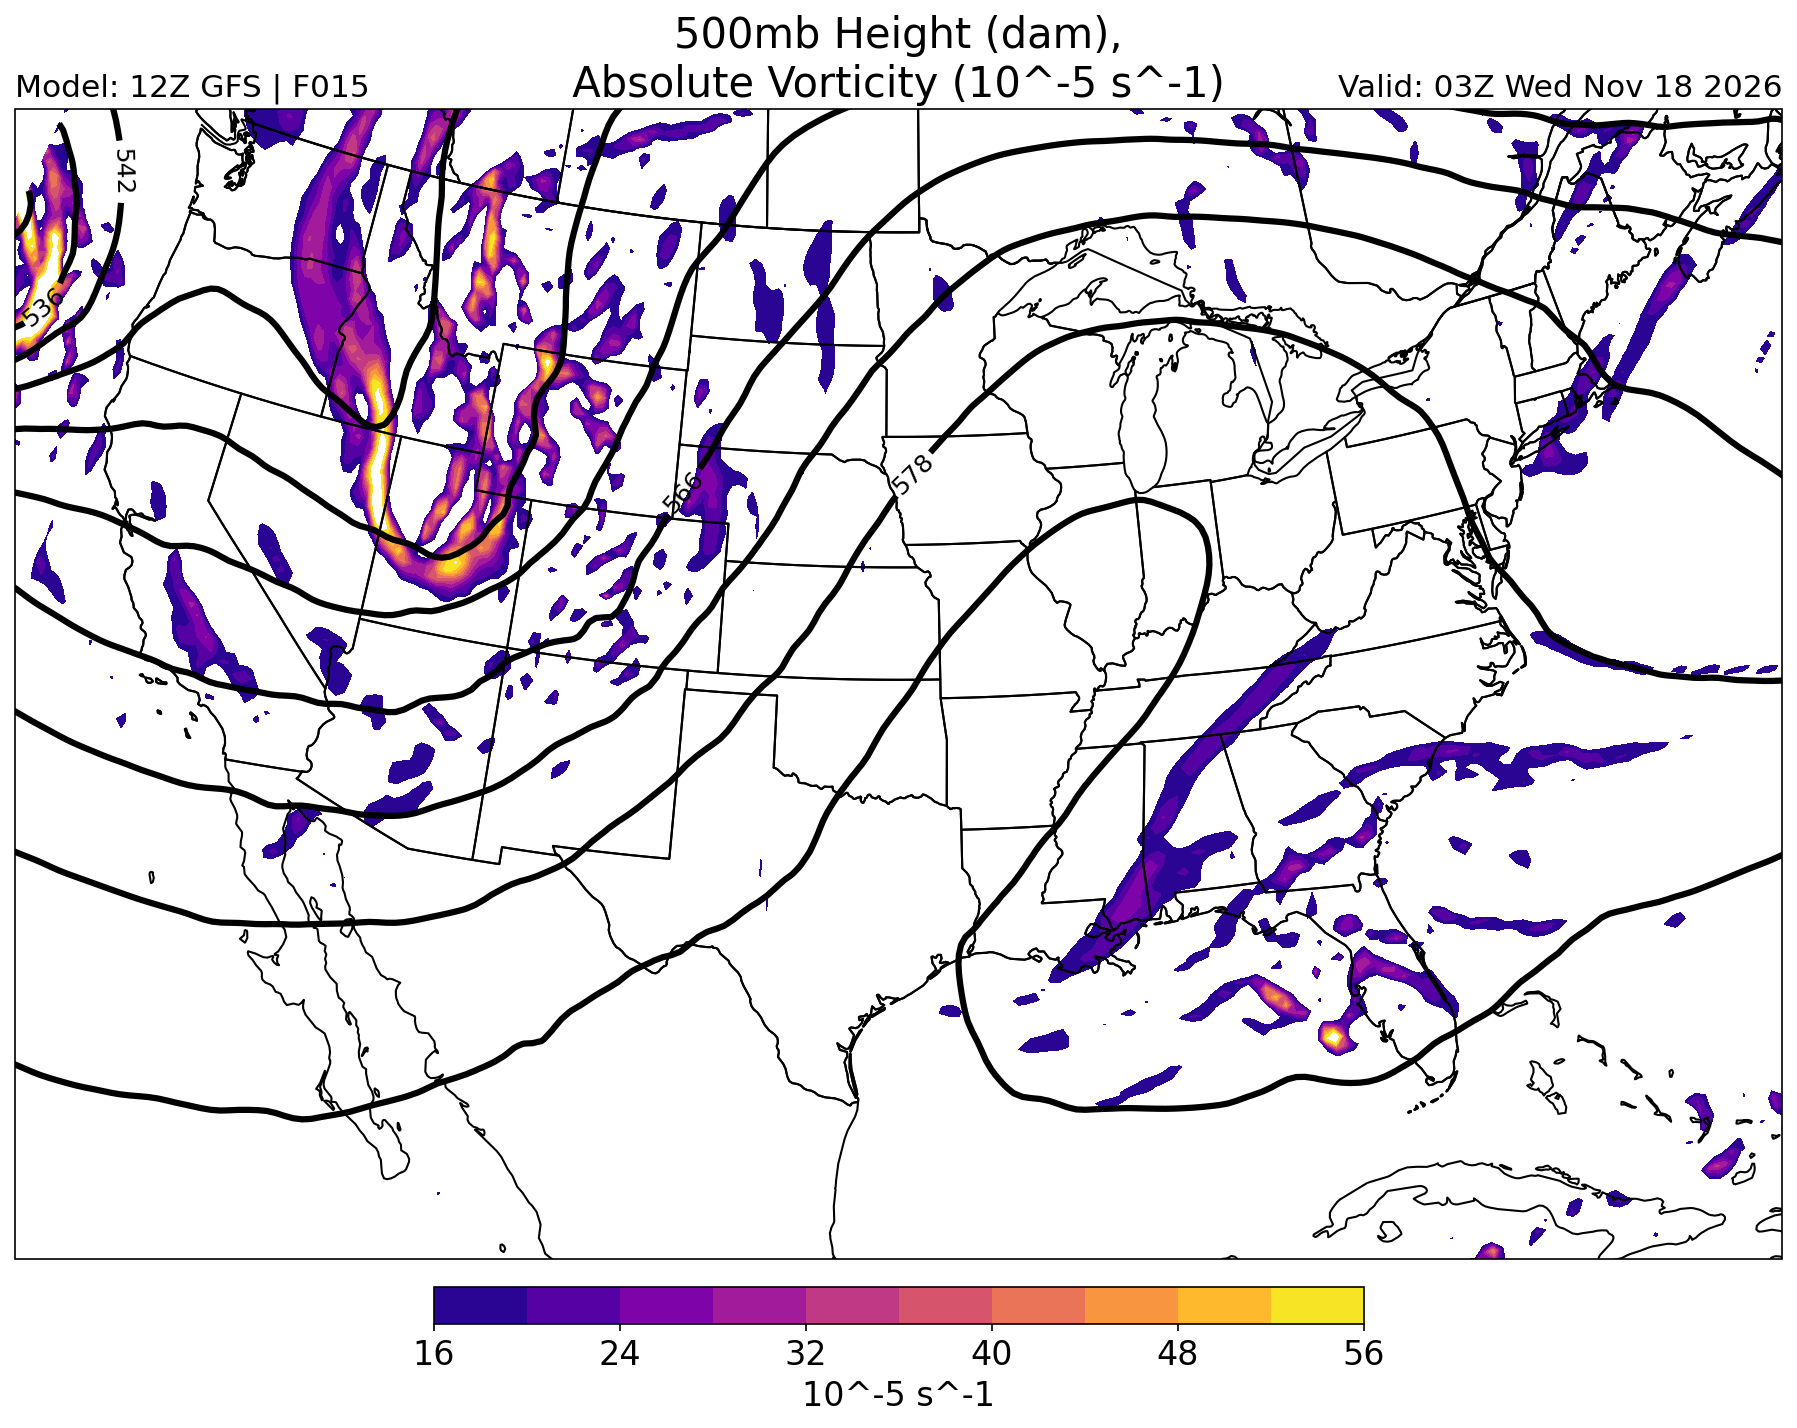 500mb Height (dam),
Absolute Vorticity (10^-5 s^-1)
Model: 12Z GFS | F015
Valid: 03Z Wed Nov 18 2026
542
536
566
578
16 24 32 40 48 56
10^-5 s^-1